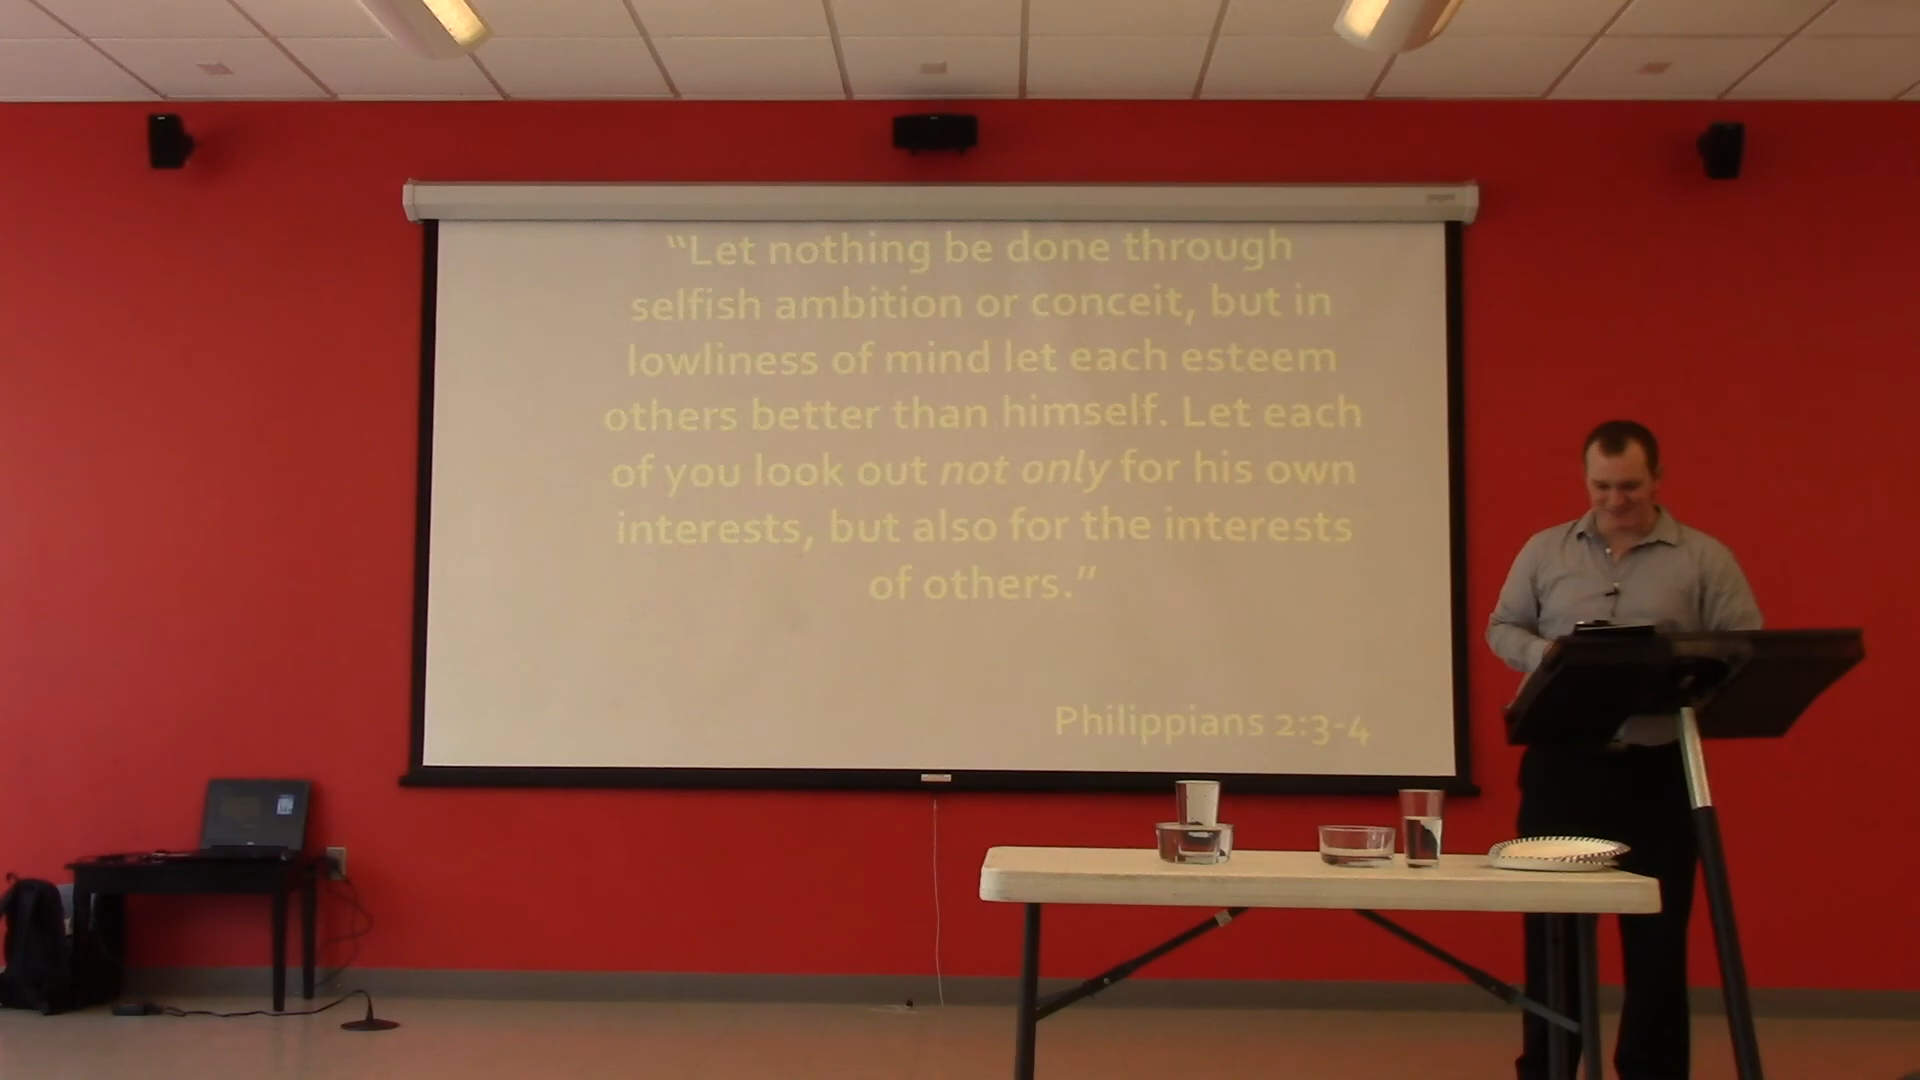 “Let nothing be done through
selfish ambition or conceit, but in
lowliness of mind let each esteem
others better than himself. Let each
of you look out not only for his own
interests, but also for the interests
of others.”
Philippians 2:3-4